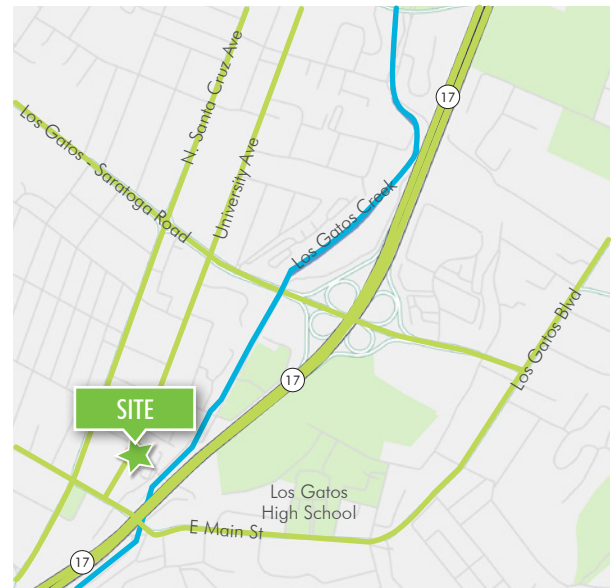 17
N. Santa Cruz Ave
Los Gatos - Saratoga Road
University Ave
Los Gatos Creek
Los Gatos Blvd
17
SITE
Los Gatos
High School
E Main St
17